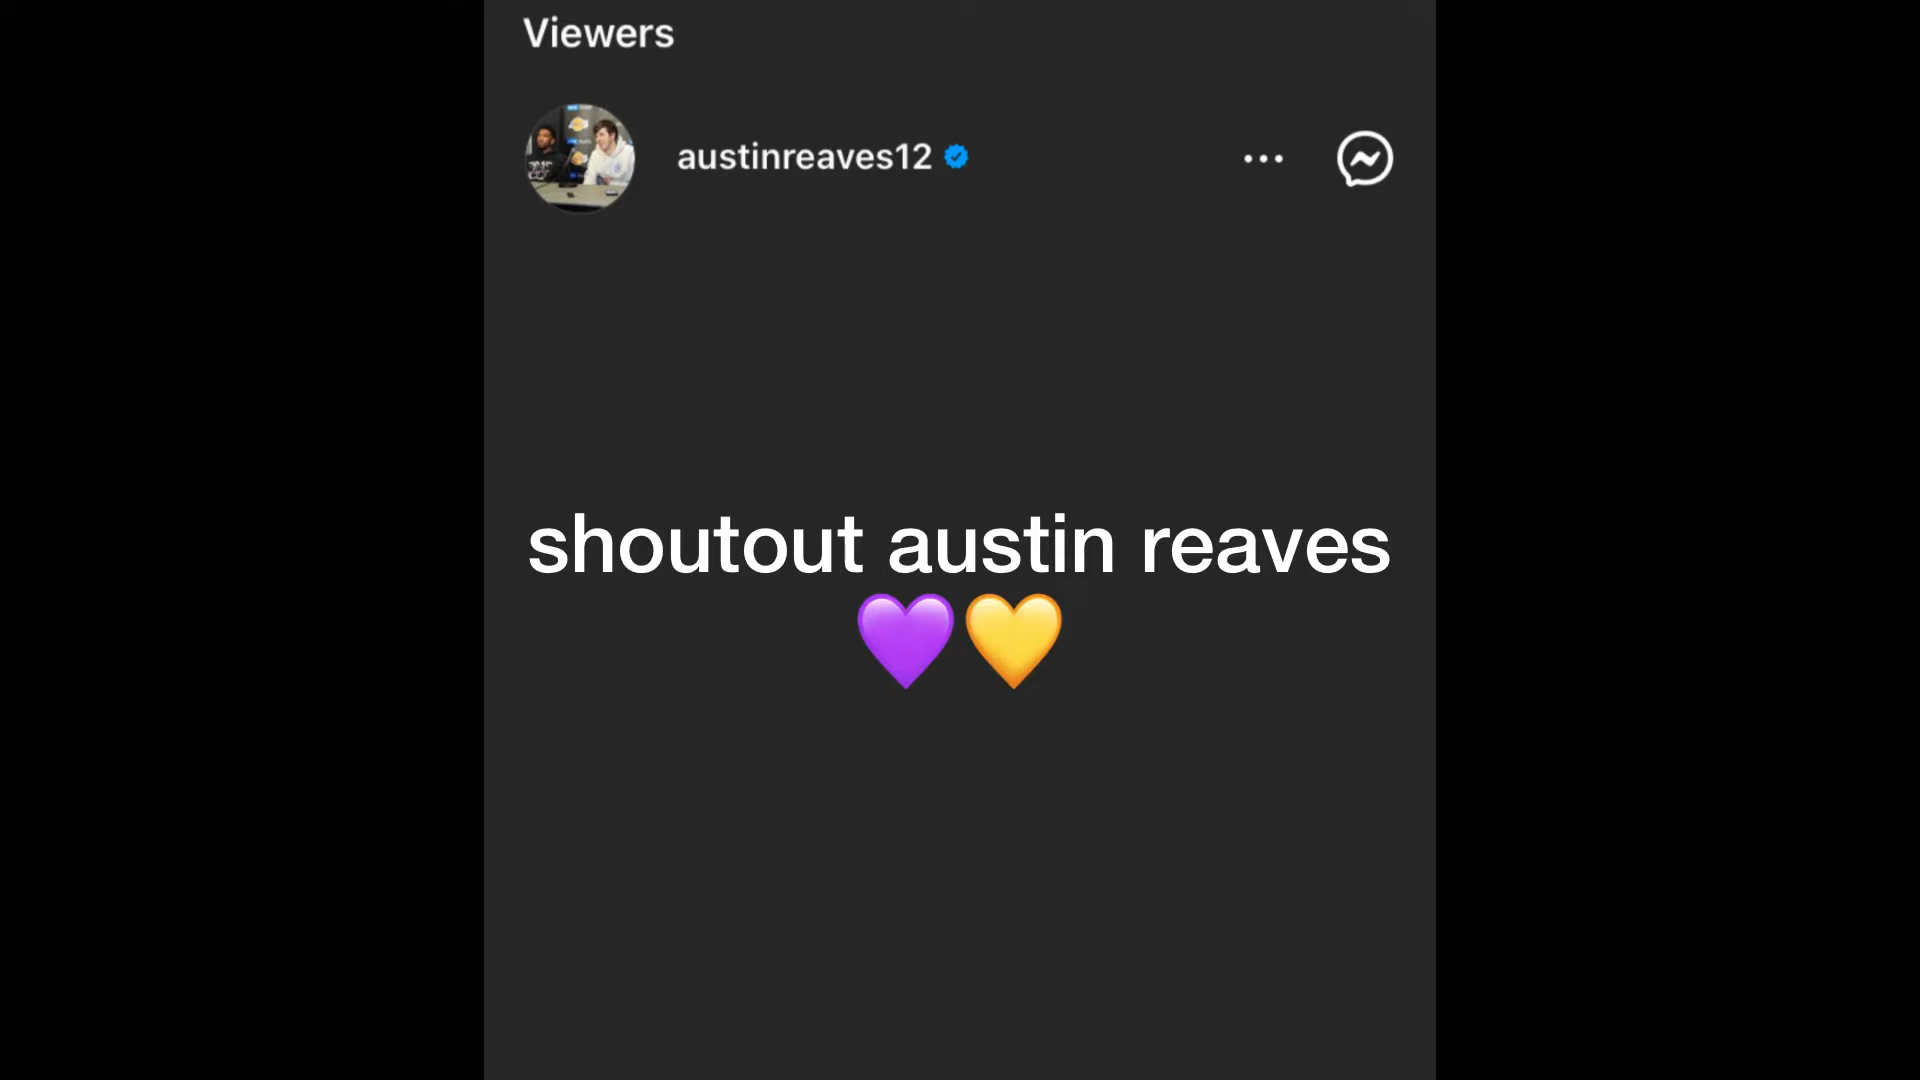 Viewers
austinreaves12
shoutout austin reaves
💜💛